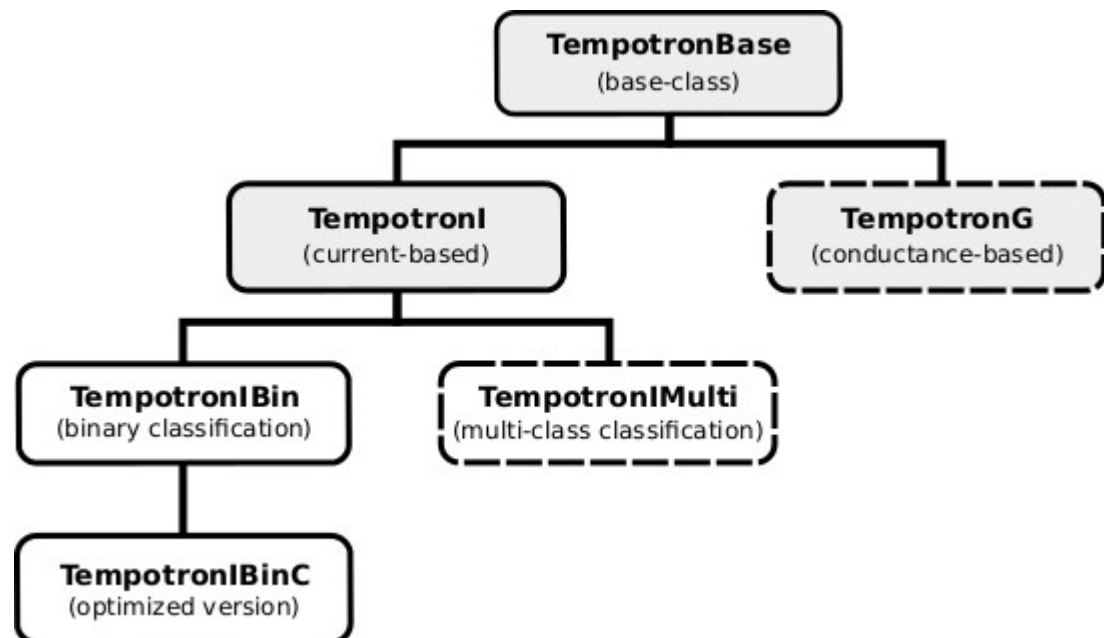 TempotronBase
(base-class)
TempotronI
(current-based)
TempotronG
(conductance-based)
TempotronIBin
(binary classification)
TempotronIMulti
(multi-class classification)
TempotronIBinC
(optimized version)